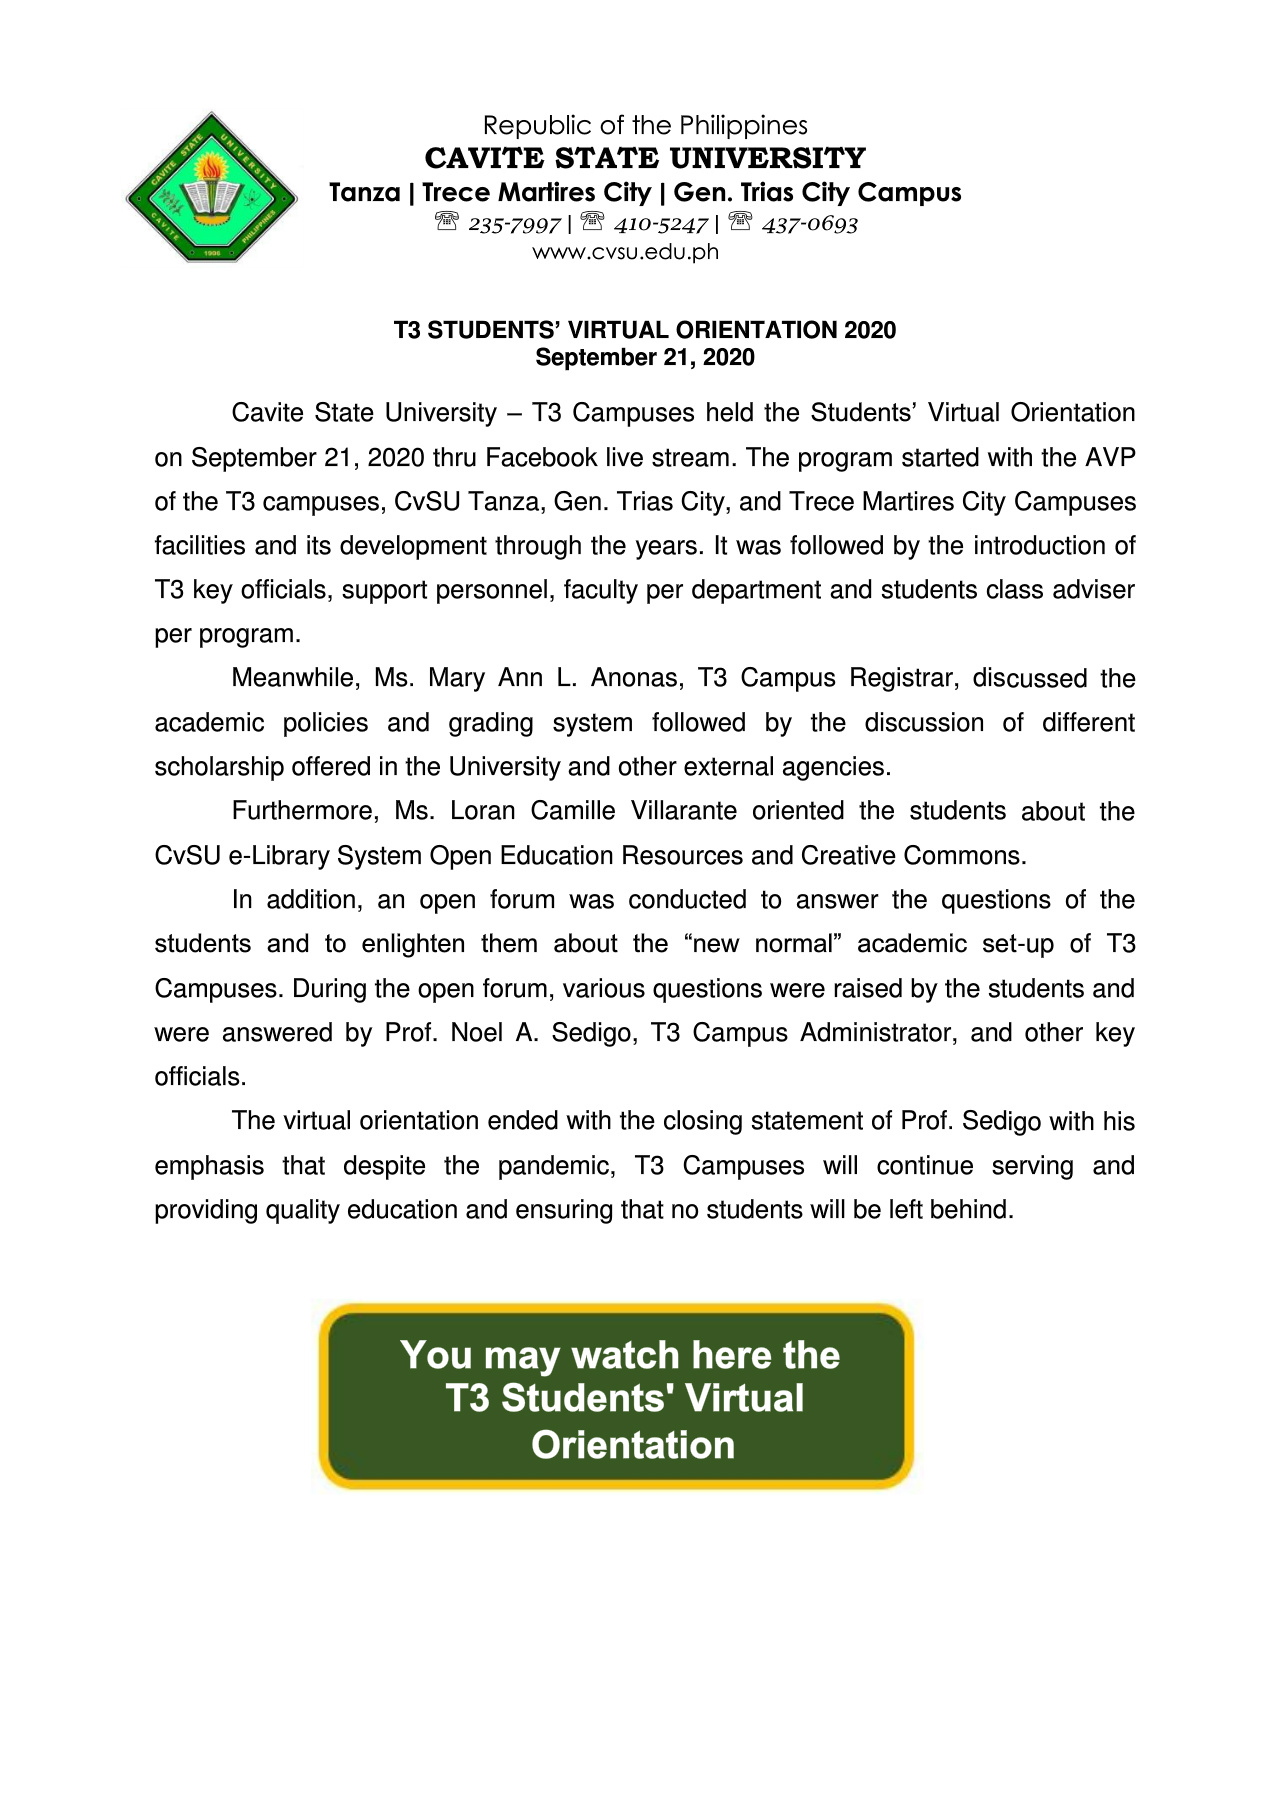 CAVITE STATE UNIVERSITY
CAVITE PHILIPPINES
1906
Republic of the Philippines
CAVITE STATE UNIVERSITY
Tanza | Trece Martires City | Gen. Trias City Campus
☏ 235-7997 | ☏ 410-5247 | ☏ 437-0693
www.cvsu.edu.ph
T3 STUDENTS’ VIRTUAL ORIENTATION 2020
September 21, 2020
Cavite State University – T3 Campuses held the Students’ Virtual Orientation
on September 21, 2020 thru Facebook live stream. The program started with the AVP
of the T3 campuses, CvSU Tanza, Gen. Trias City, and Trece Martires City Campuses
facilities and its development through the years. It was followed by the introduction of
T3 key officials, support personnel, faculty per department and students class adviser
per program.
Meanwhile, Ms. Mary Ann L. Anonas, T3 Campus Registrar, discussed the
academic policies and grading system followed by the discussion of different
scholarship offered in the University and other external agencies.
Furthermore, Ms. Loran Camille Villarante oriented the students about the
CvSU e-Library System Open Education Resources and Creative Commons.
In addition, an open forum was conducted to answer the questions of the
students and to enlighten them about the “new normal” academic set-up of T3
Campuses. During the open forum, various questions were raised by the students and
were answered by Prof. Noel A. Sedigo, T3 Campus Administrator, and other key
officials.
The virtual orientation ended with the closing statement of Prof. Sedigo with his
emphasis that despite the pandemic, T3 Campuses will continue serving and
providing quality education and ensuring that no students will be left behind.
You may watch here the
T3 Students' Virtual
Orientation